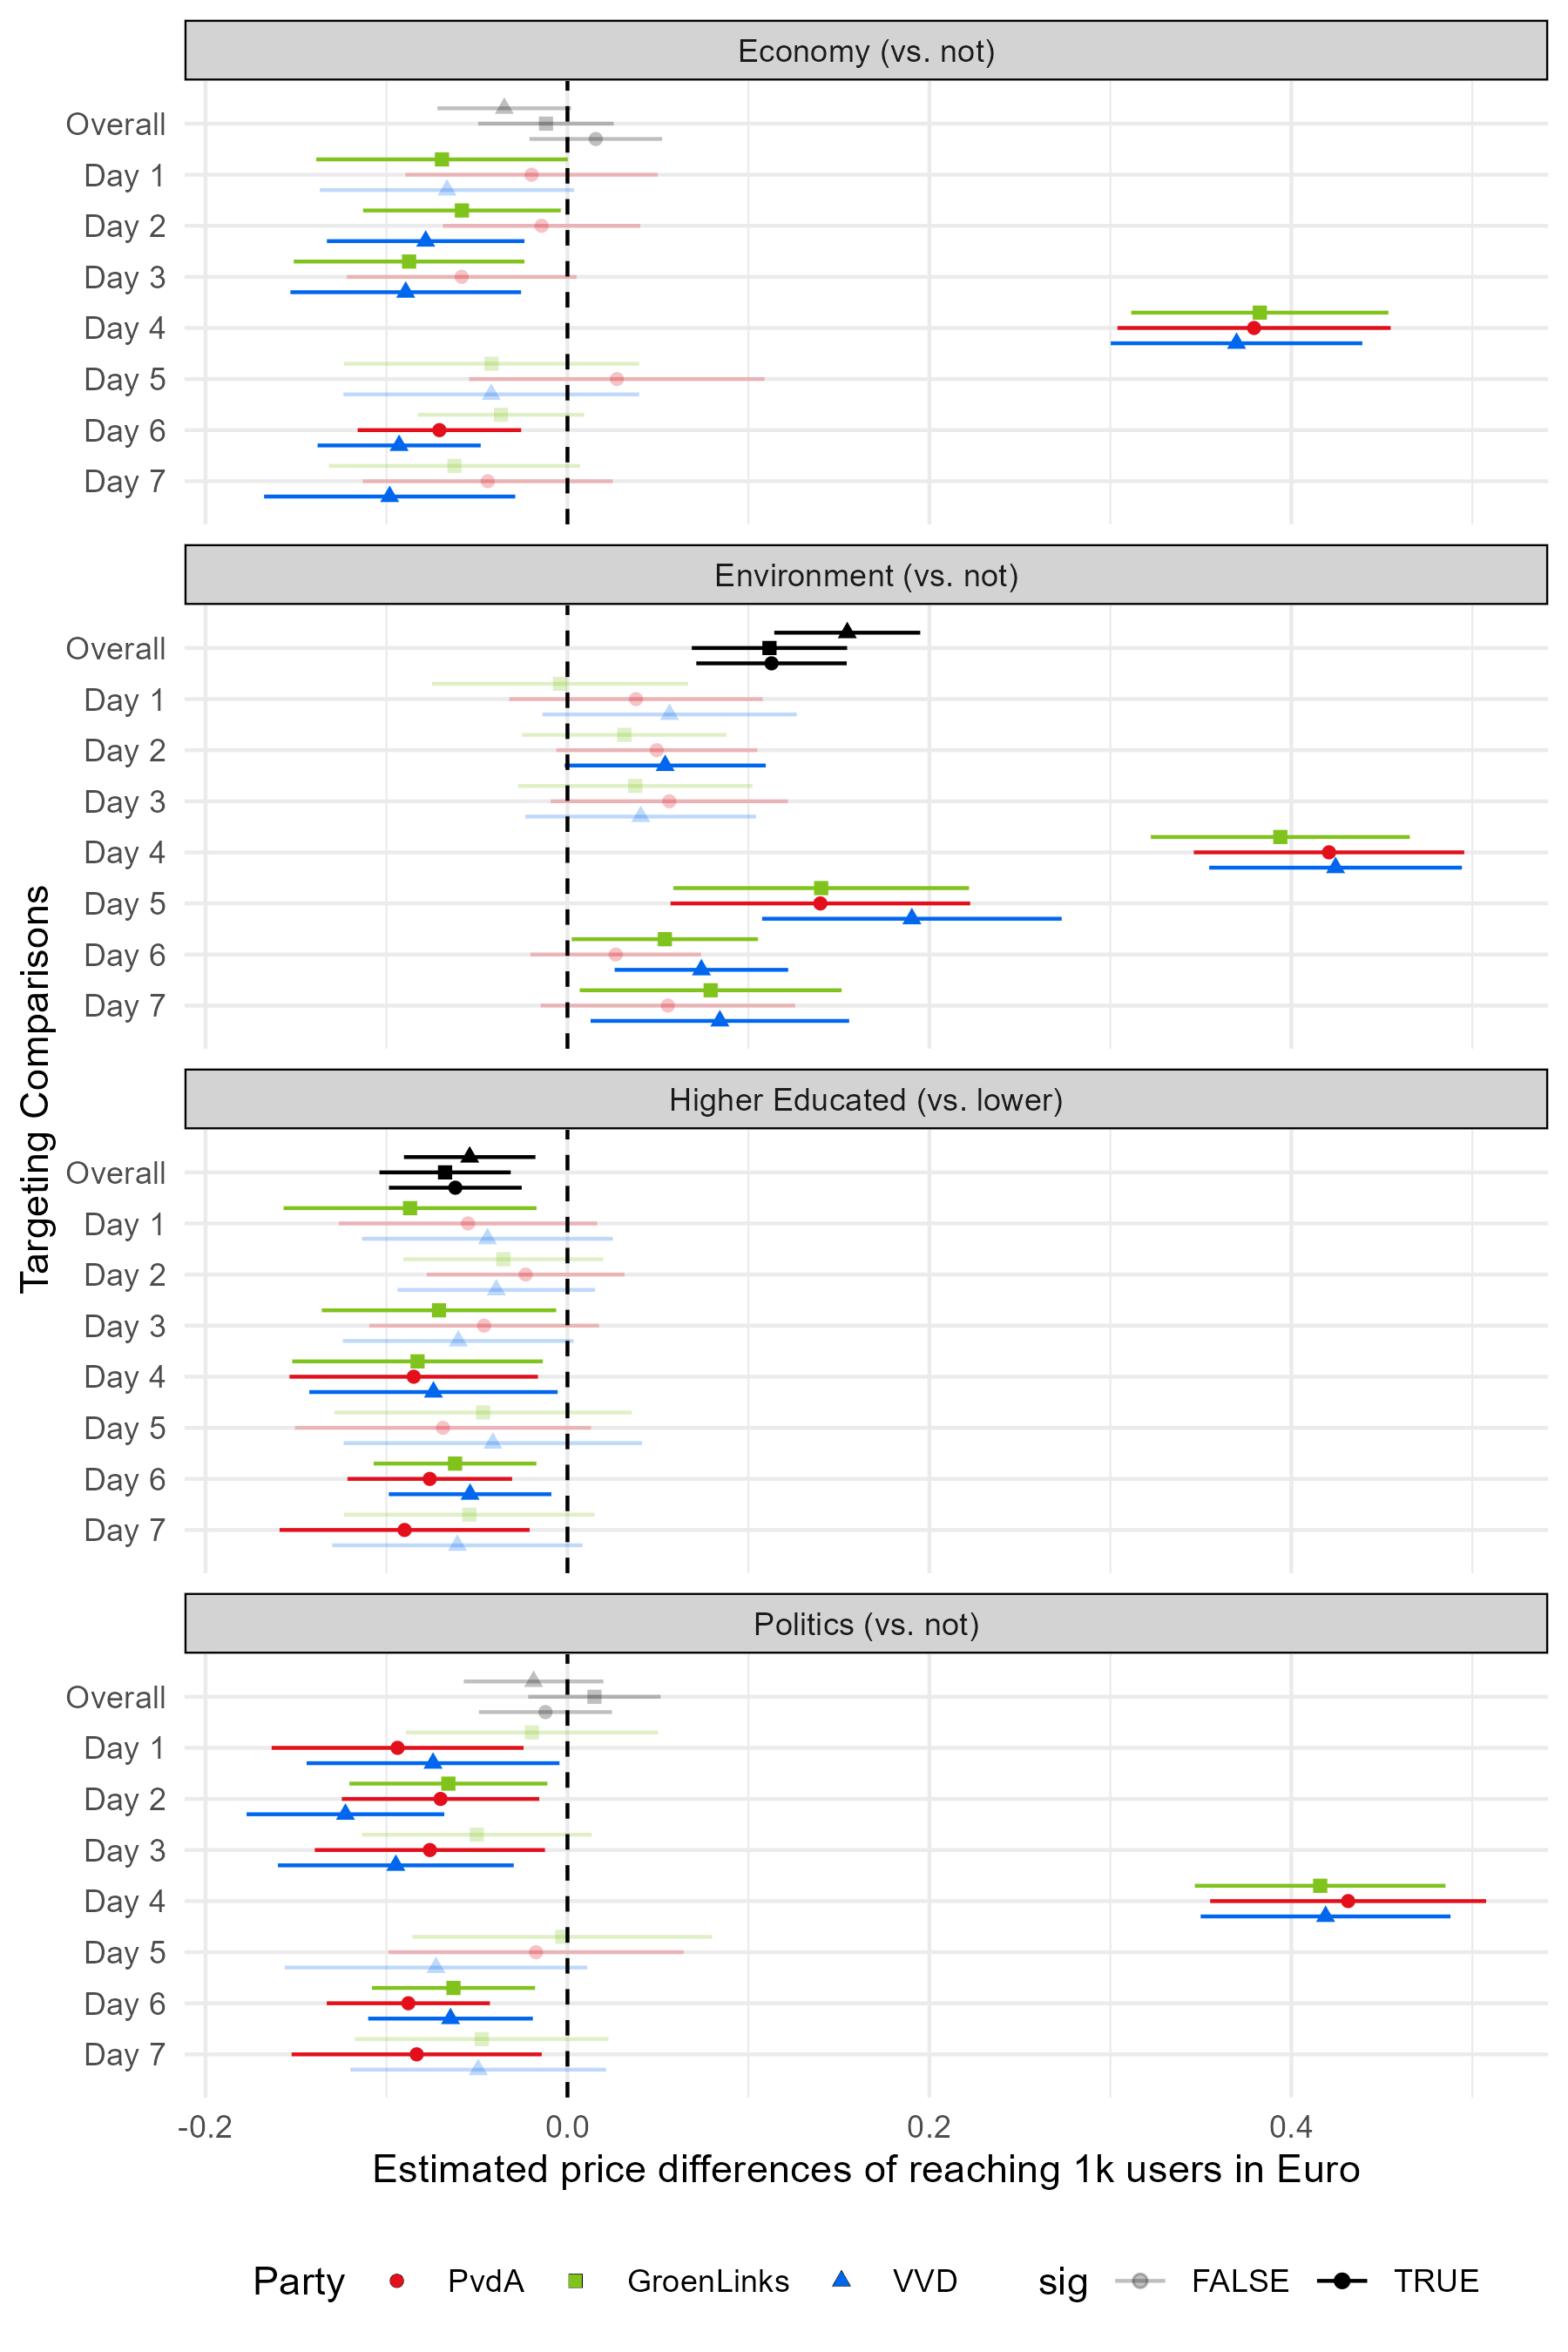 Economy (vs. not)
Overall
Day 1
Day 2
Day 3
Day 4
Day 5
Day 6
Day 7
Environment (vs. not)
Overall
Day 1
Day 2
Day 3
Day 4
Day 5
Day 6
Day 7
Higher Educated (vs. lower)
Overall
Day 1
Day 2
Day 3
Day 4
Day 5
Day 6
Day 7
Politics (vs. not)
Overall
Day 1
Day 2
Day 3
Day 4
Day 5
Day 6
Day 7
Targeting Comparisons
-0.2 0.0 0.2 0.4
Estimated price differences of reaching 1k users in Euro
Party PvdA GroenLinks VVD sig FALSE TRUE